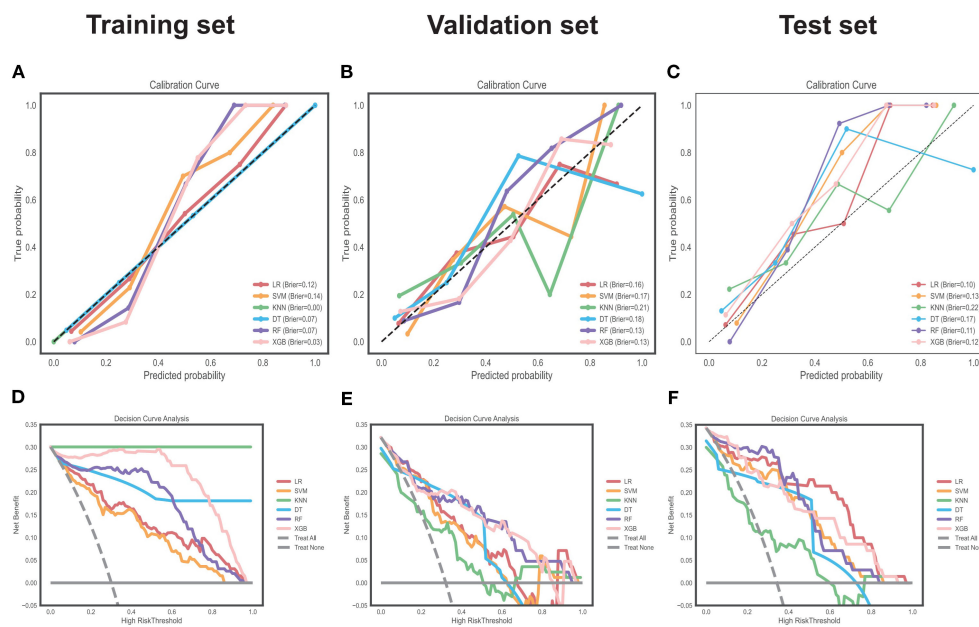 Training set
Validation set
Test set
A
B
C
Calibration Curve
Calibration Curve
Calibration Curve
True probability
1.0
0.8
0.6
0.4
0.2
0.0
LR (Brier=0.12)
SVM (Brier=0.14)
KNN (Brier=0.00)
DT (Brier=0.07)
RF (Brier=0.07)
XGB (Brier=0.03)
0.0 0.2 0.4 0.6 0.8 1.0
Predicted probability
True probability
1.0
0.8
0.6
0.4
0.2
0.0
LR (Brier=0.16)
SVM (Brier=0.17)
KNN (Brier=0.21)
DT (Brier=0.18)
RF (Brier=0.13)
XGB (Brier=0.13)
0.0 0.2 0.4 0.6 0.8 1.0
Predicted probability
True probability
1.0
0.8
0.6
0.4
0.2
0.0
LR (Brier=0.10)
SVM (Brier=0.13
KNN (Brier=0.22
DT (Brier=0.17)
RF (Brier=0.11)
XGB (Brier=0.12
0.0 0.2 0.4 0.6 0.8 1.0
Predicted probability
D
E
F
Decision Curve Analysis
Decision Curve Analysis
Decision Curve Analysis
Net Benefit
0.35
0.30
0.25
0.20
0.15
0.10
0.05
0.00
−0.05
LR
SVM
KNN
DT
RF
XGB
Treat All
Treat None
0.0 0.2 0.4 0.6 0.8 1.0
High RiskThreshold
Net Benefit
0.35
0.30
0.25
0.20
0.15
0.10
0.05
0.00
−0.05
LR
SVM
KNN
DT
RF
XGB
Treat All
Treat None
0.0 0.2 0.4 0.6 0.8 1.0
High RiskThreshold
Net Benefit
0.35
0.30
0.25
0.20
0.15
0.10
0.05
0.00
−0.05
LR
SVM
KNN
DT
RF
XGB
Treat All
Treat None
0.0 0.2 0.4 0.6 0.8 1.0
High RiskThreshold